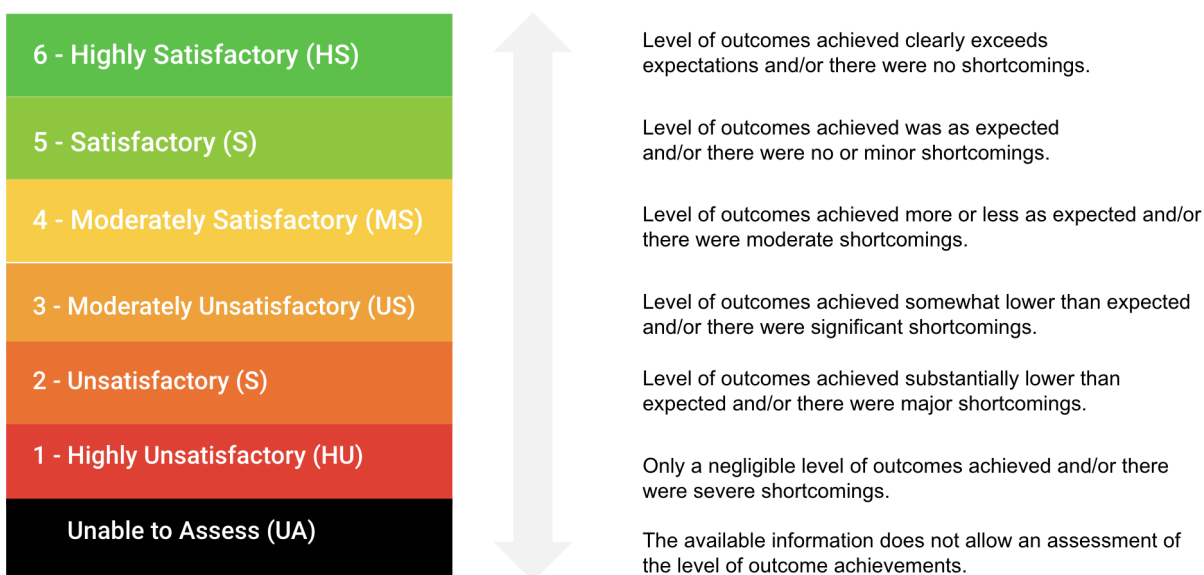 6 - Highly Satisfactory (HS)
Level of outcomes achieved clearly exceeds
expectations and/or there were no shortcomings.
5 - Satisfactory (S)
Level of outcomes achieved was as expected
and/or there were no or minor shortcomings.
4 - Moderately Satisfactory (MS)
Level of outcomes achieved more or less as expected and/or
there were moderate shortcomings.
3 - Moderately Unsatisfactory (US)
Level of outcomes achieved somewhat lower than expected
and/or there were significant shortcomings.
2 - Unsatisfactory (S)
Level of outcomes achieved substantially lower than
expected and/or there were major shortcomings.
1 - Highly Unsatisfactory (HU)
Only a negligible level of outcomes achieved and/or there
were severe shortcomings.
Unable to Assess (UA)
The available information does not allow an assessment of
the level of outcome achievements.